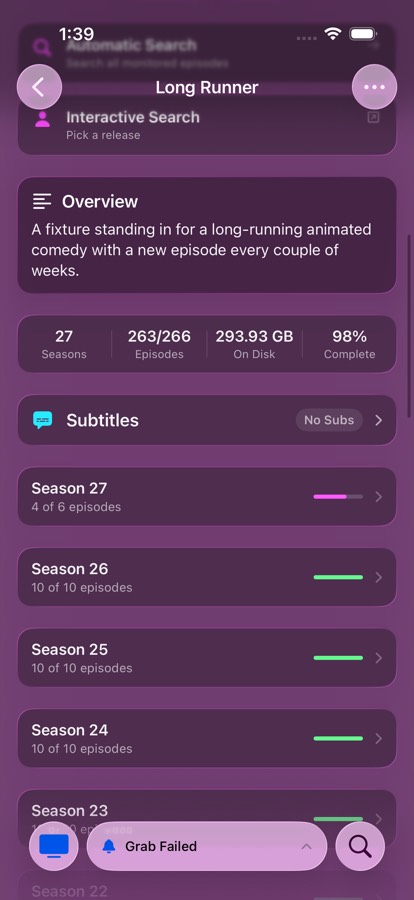 1:39
Automatic Search
Search all monitored episodes
Long Runner
Interactive Search
Pick a release
Overview
A fixture standing in for a long-running animated
comedy with a new episode every couple of
weeks.
27
Seasons
263/266
Episodes
293.93 GB
On Disk
98%
Complete
Subtitles
No Subs
Season 27
4 of 6 episodes
Season 26
10 of 10 episodes
Season 25
10 of 10 episodes
Season 24
10 of 10 episodes
Season 23
Grab Failed
Season 22